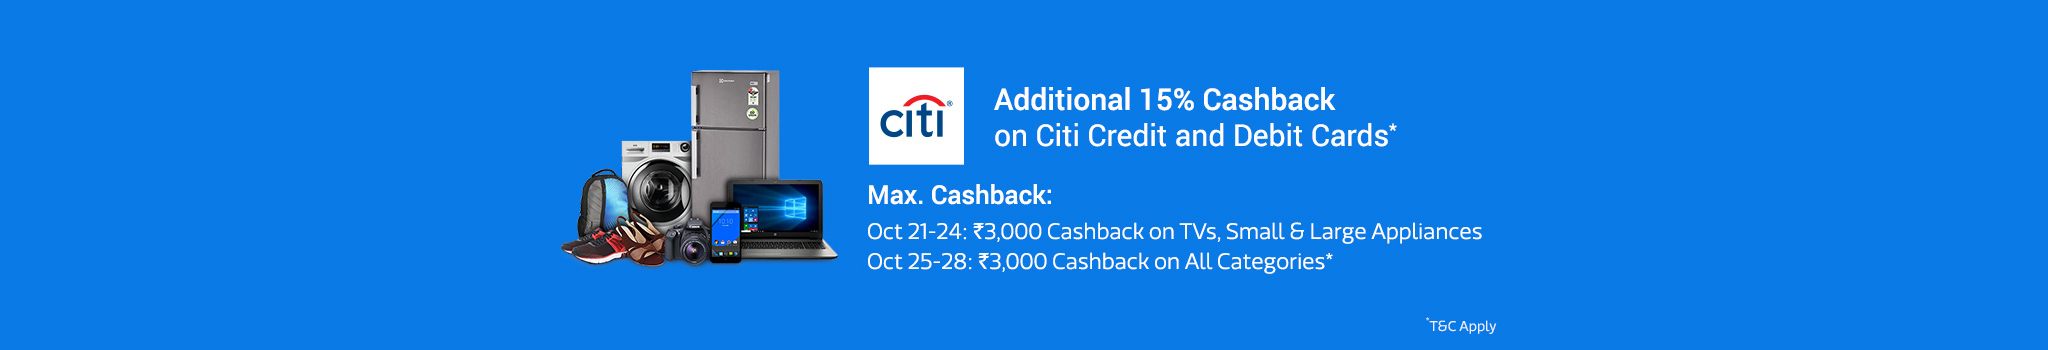 citi®
Additional 15% Cashback
on Citi Credit and Debit Cards*
Max. Cashback:
Oct 21-24: ₹3,000 Cashback on TVs, Small & Large Appliances
Oct 25-28: ₹3,000 Cashback on All Categories*
*T&C Apply